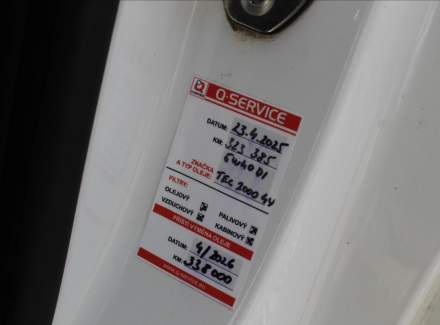 Q-SERVICE
DATUM: 23.4.2025
KM: 323 385
ZNAČKA A TYP OLEJE: 5W40 DI
TEC 2000 4V
FILTRY:
OLEJOVÝ PALIVOVÝ
VZDUCHOVÝ KABINOVÝ
PŘÍŠTÍ VÝMĚNA OLEJE
DATUM: 4/2026
KM: 338 000